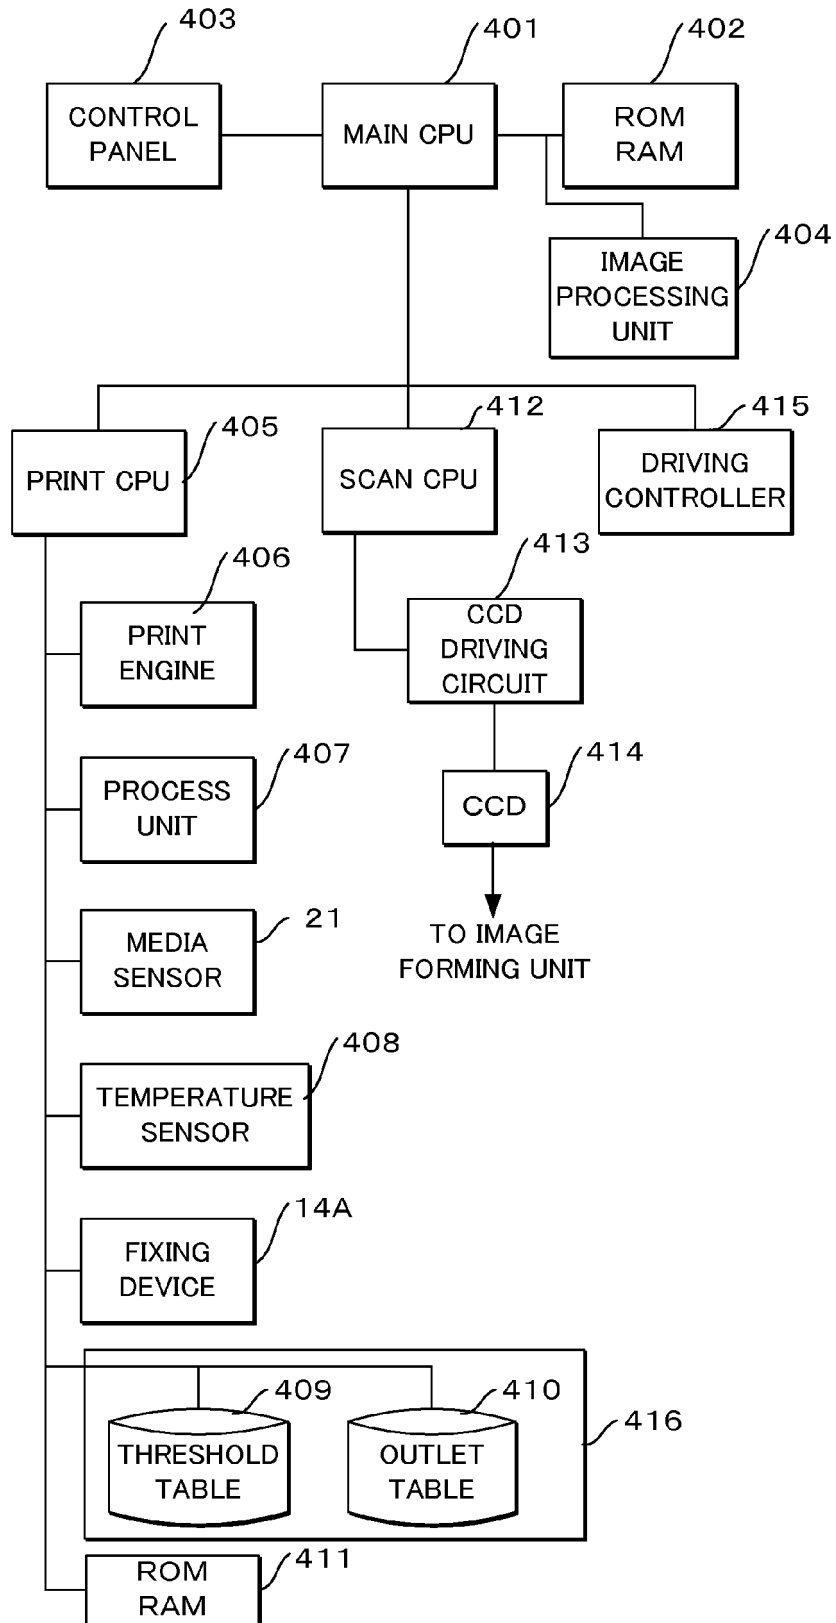 403
401
402
CONTROL
PANEL
MAIN CPU
ROM
RAM
404
IMAGE
PROCESSING
UNIT
405
412
415
PRINT CPU
SCAN CPU
DRIVING
CONTROLLER
406
413
PRINT
ENGINE
CCD
DRIVING
CIRCUIT
407
414
PROCESS
UNIT
CCD
21
MEDIA
SENSOR
TO IMAGE
FORMING UNIT
408
TEMPERATURE
SENSOR
14A
FIXING
DEVICE
409
410
416
THRESHOLD
TABLE
OUTLET
TABLE
411
ROM
RAM